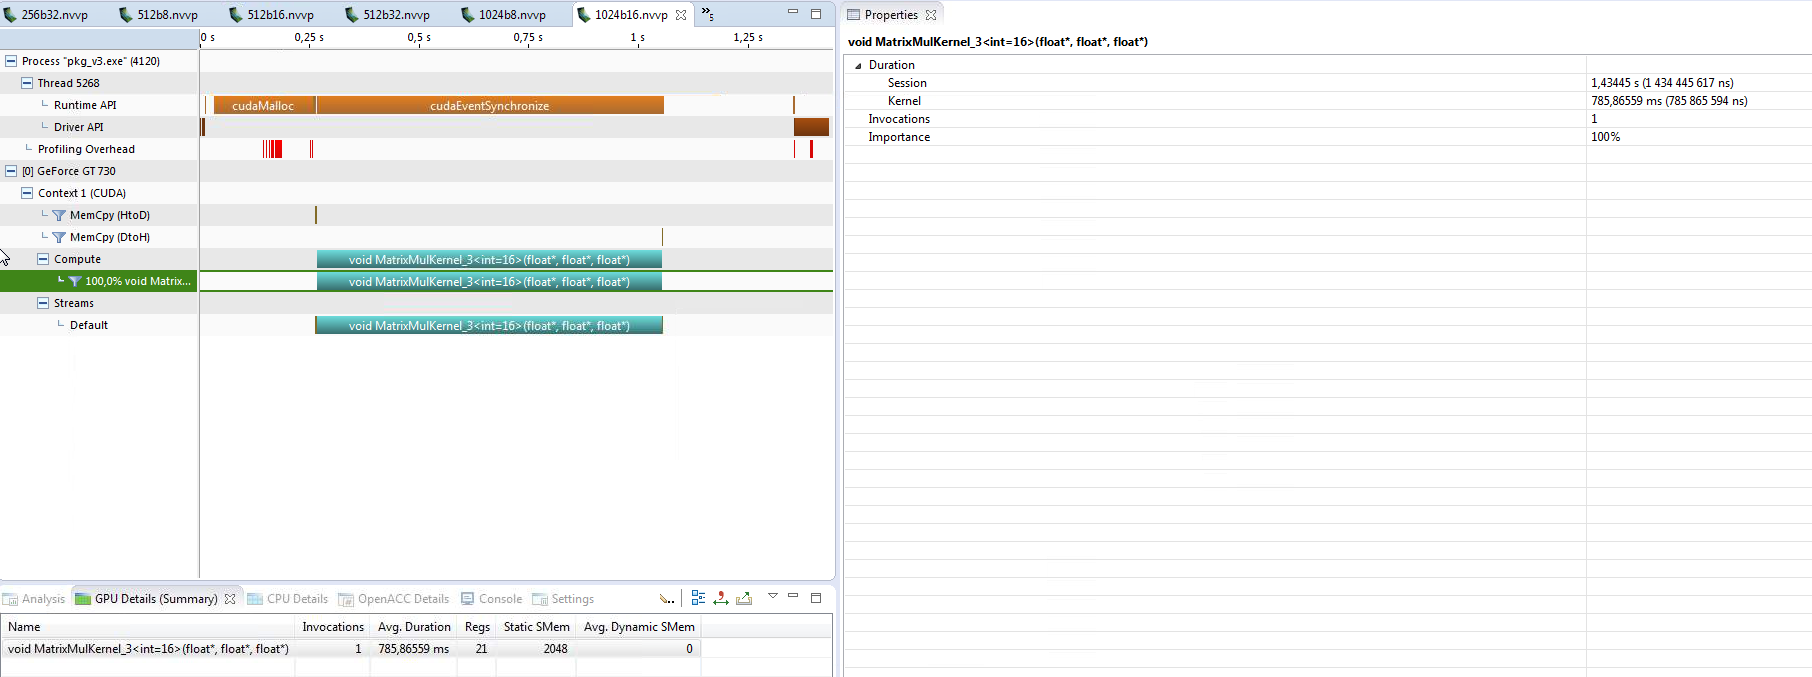 256b32.nvvp 512b8.nvvp 512b16.nvvp 512b32.nvvp 1024b8.nvvp 1024b16.nvvp »5
0 s 0,25 s 0,5 s 0,75 s 1 s 1,25 s
Process "pkg_v3.exe" (4120)
Thread 5268
Runtime API cudaMalloc cudaEventSynchronize
Driver API
Profiling Overhead
[0] GeForce GT 730
Context 1 (CUDA)
MemCpy (HtoD)
MemCpy (DtoH)
Compute void MatrixMulKernel_3<int=16>(float*, float*, float*)
100,0% void Matrix... void MatrixMulKernel_3<int=16>(float*, float*, float*)
Streams
Default void MatrixMulKernel_3<int=16>(float*, float*, float*)
Analysis GPU Details (Summary) CPU Details OpenACC Details Console Settings
Name Invocations Avg. Duration Regs Static SMem Avg. Dynamic SMem
void MatrixMulKernel_3<int=16>(float*, float*, float*) 1 785,86559 ms 21 2048 0
Properties
void MatrixMulKernel_3<int=16>(float*, float*, float*)
Duration
Session 1,43445 s (1 434 445 617 ns)
Kernel 785,86559 ms (785 865 594 ns)
Invocations 1
Importance 100%